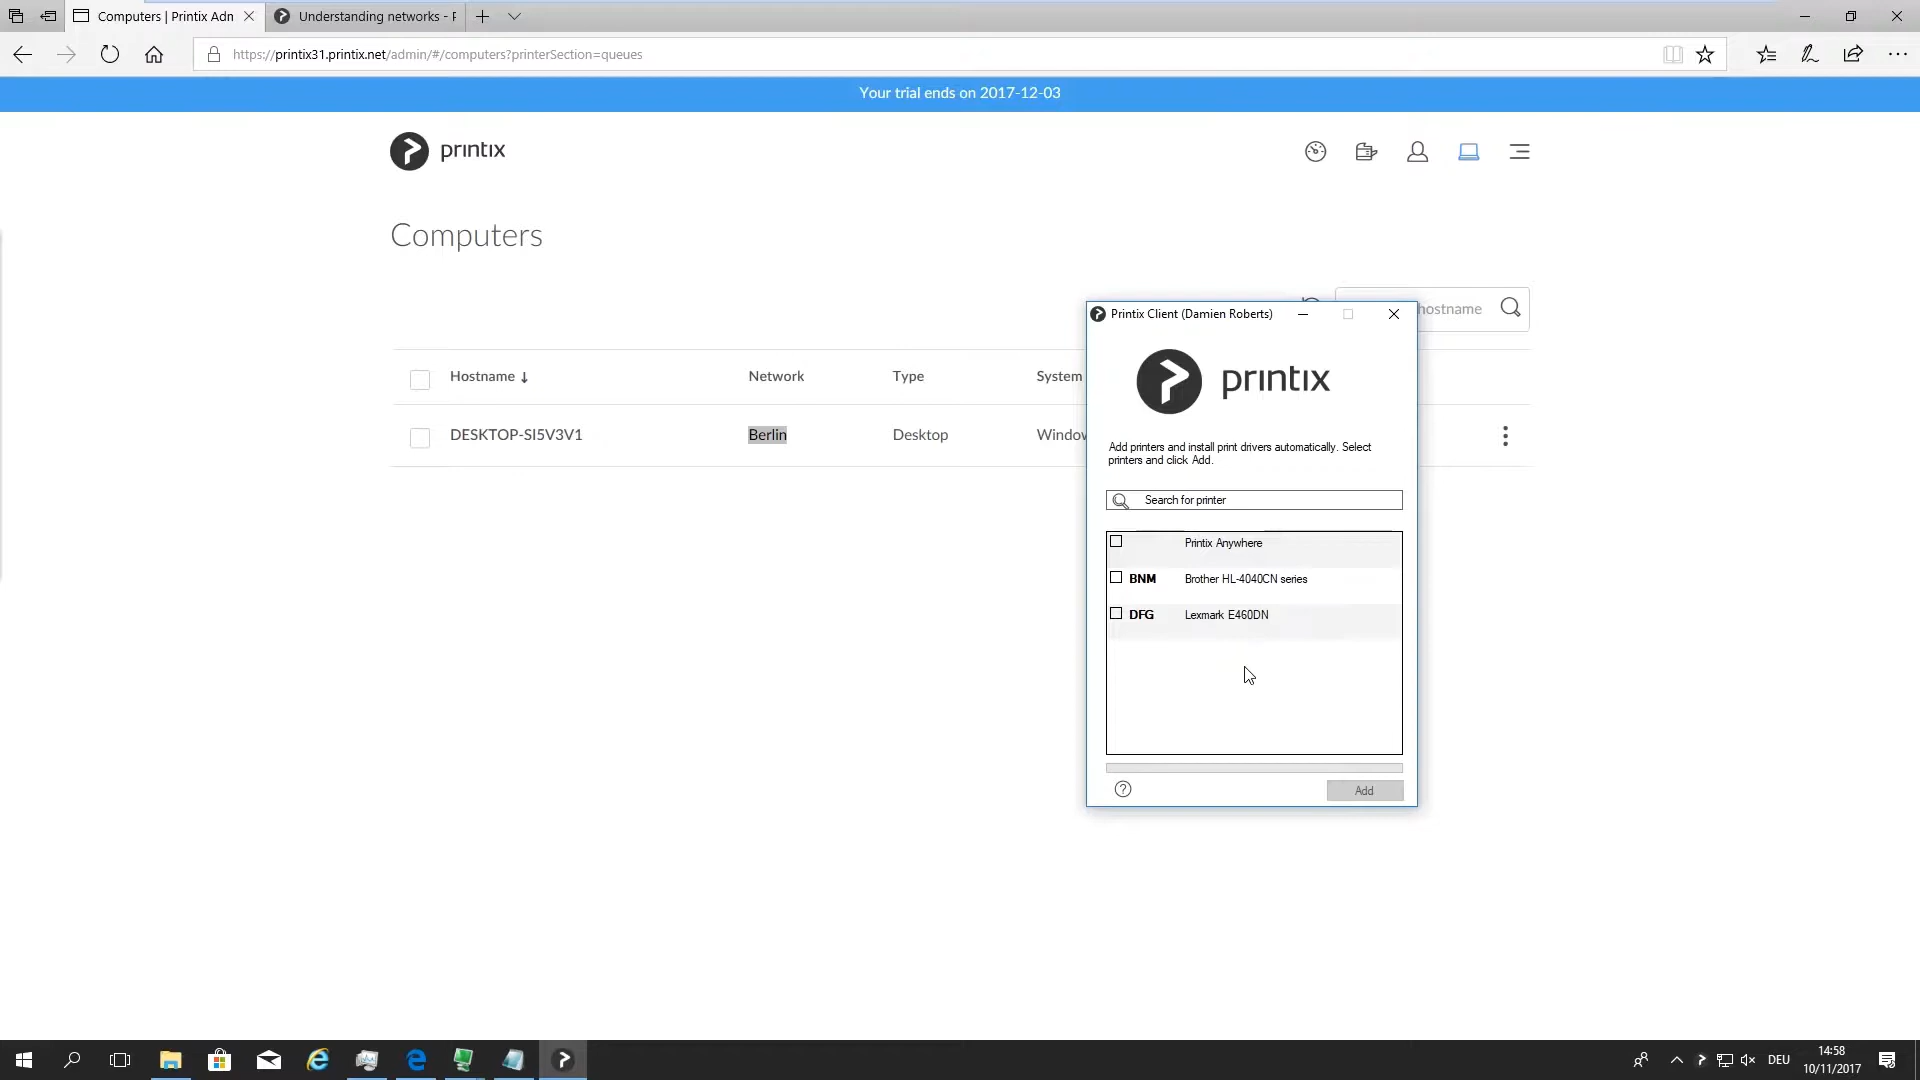 Computers | Printix Adn
Understanding networks - F
https://printix31.printix.net/admin/#/computers?printerSection=queues
Your trial ends on 2017-12-03
printix
Computers
hostname
Hostname ↓ Network Type System
DESKTOP-SI5V3V1 Berlin Desktop Window
Printix Client (Damien Roberts)
printix
Add printers and install print drivers automatically. Select
printers and click Add.
Search for printer
Printix Anywhere
BNM Brother HL-4040CN series
DFG Lexmark E460DN
Add
DEU
14:58
10/11/2017